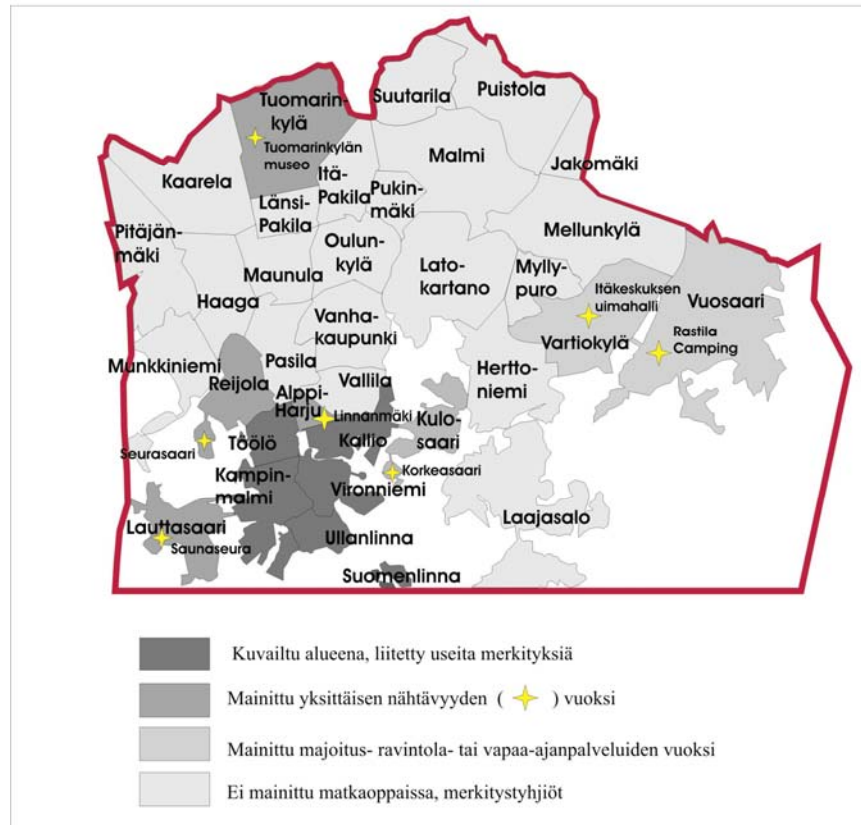 Tuomarin-
kylä
Tuomarinkylän
museo
Suutarila
Puistola
Kaarela
Itä-
Pakila
Länsi-
Pakila
Pukin-
mäki
Malmi
Jakomäki
Pitäjän-
mäki
Maunula
Oulun-
kylä
Lato-
kartano
Mellunkylä
Mylly-
puro
Itäkeskuksen
uimahalli
Vuosaari
Haaga
Vanha-
kaupunki
Vartiokylä
Rastila
Camping
Munkkiniemi
Pasila
Reijola
Alppi-
Harju
Vallila
Linnanmäki
Kulo-
saari
Hertto-
niemi
Seurasaari
Töölö
Kallio
Korkeasaari
Kampin-
malmi
Vironniemi
Laajasalo
Lauttasaari
Saunaseura
Ullanlinna
Suomenlinna
Kuvailtu alueena, liitetty useita merkityksiä
Mainittu yksittäisen nähtävyyden ( ) vuoksi
Mainittu majoitus- ravintola- tai vapaa-ajanpalveluiden vuoksi
Ei mainittu matkaoppaissa, merkitystyhjiöt